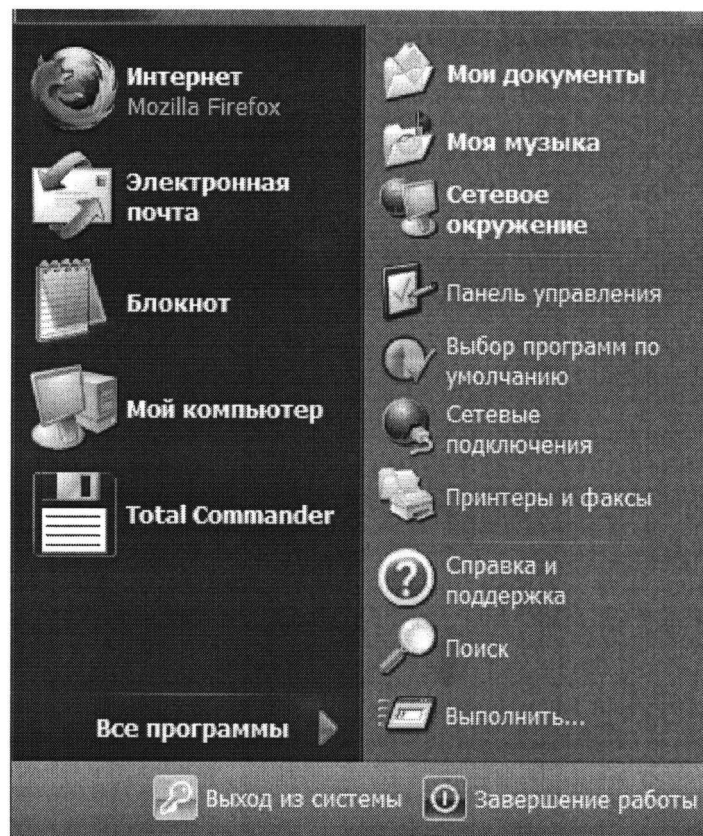 Интернет
Mozilla Firefox
Электронная
почта
Блокнот
Мой компьютер
Total Commander
Все программы
Мои документы
Моя музыка
Сетевое
окружение
Панель управления
Выбор программ по
умолчанию
Сетевые
подключения
Принтеры и факсы
Справка и
поддержка
Поиск
Выполнить...
Выход из системы
Завершение работы